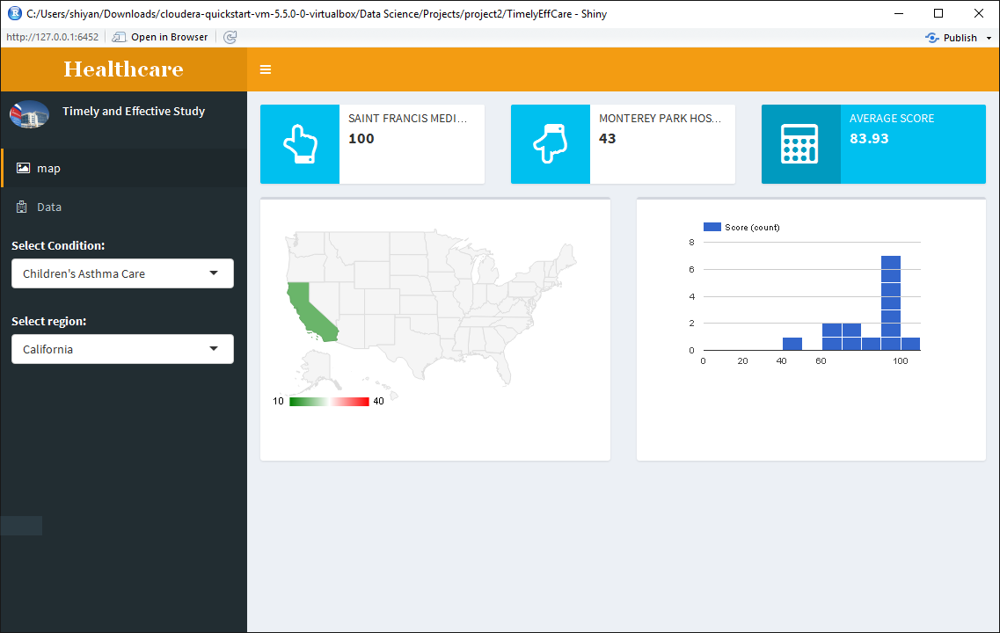 C:/Users/shiyan/Downloads/cloudera-quickstart-vm-5.5.0-0-virtualbox/Data Science/Projects/project2/TimelyEffCare - Shiny
http://127.0.0.1:6452
Open in Browser
Publish
Healthcare
Timely and Effective Study
map
Data
Select Condition:
Children's Asthma Care
Select region:
California
SAINT FRANCIS MEDI...
100
MONTEREY PARK HOS...
43
AVERAGE SCORE
83.93
10
40
Score (count)
8
6
4
2
0
0 20 40 60 100